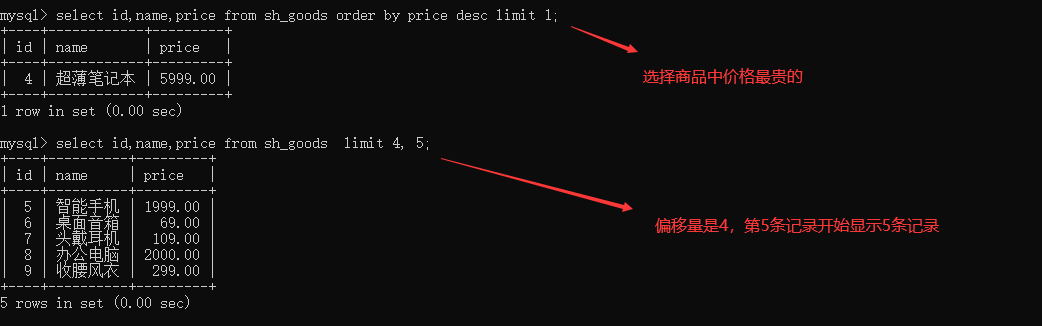 mysql> select id,name,price from sh_goods order by price desc limit 1;
+----+------------+---------+
| id | name       | price   |
+----+------------+---------+
|  4 | 超薄笔记本 | 5999.00 |
+----+------------+---------+
1 row in set (0.00 sec)
选择商品中价格最贵的
mysql> select id,name,price from sh_goods  limit 4, 5;
+----+----------+---------+
| id | name     | price   |
+----+----------+---------+
|  5 | 智能手机 | 1999.00 |
|  6 | 桌面音箱 |   69.00 |
|  7 | 头戴耳机 |  109.00 |
|  8 | 办公电脑 | 2000.00 |
|  9 | 收腰风衣 |  299.00 |
+----+----------+---------+
5 rows in set (0.00 sec)
偏移量是4，第5条记录开始显示5条记录